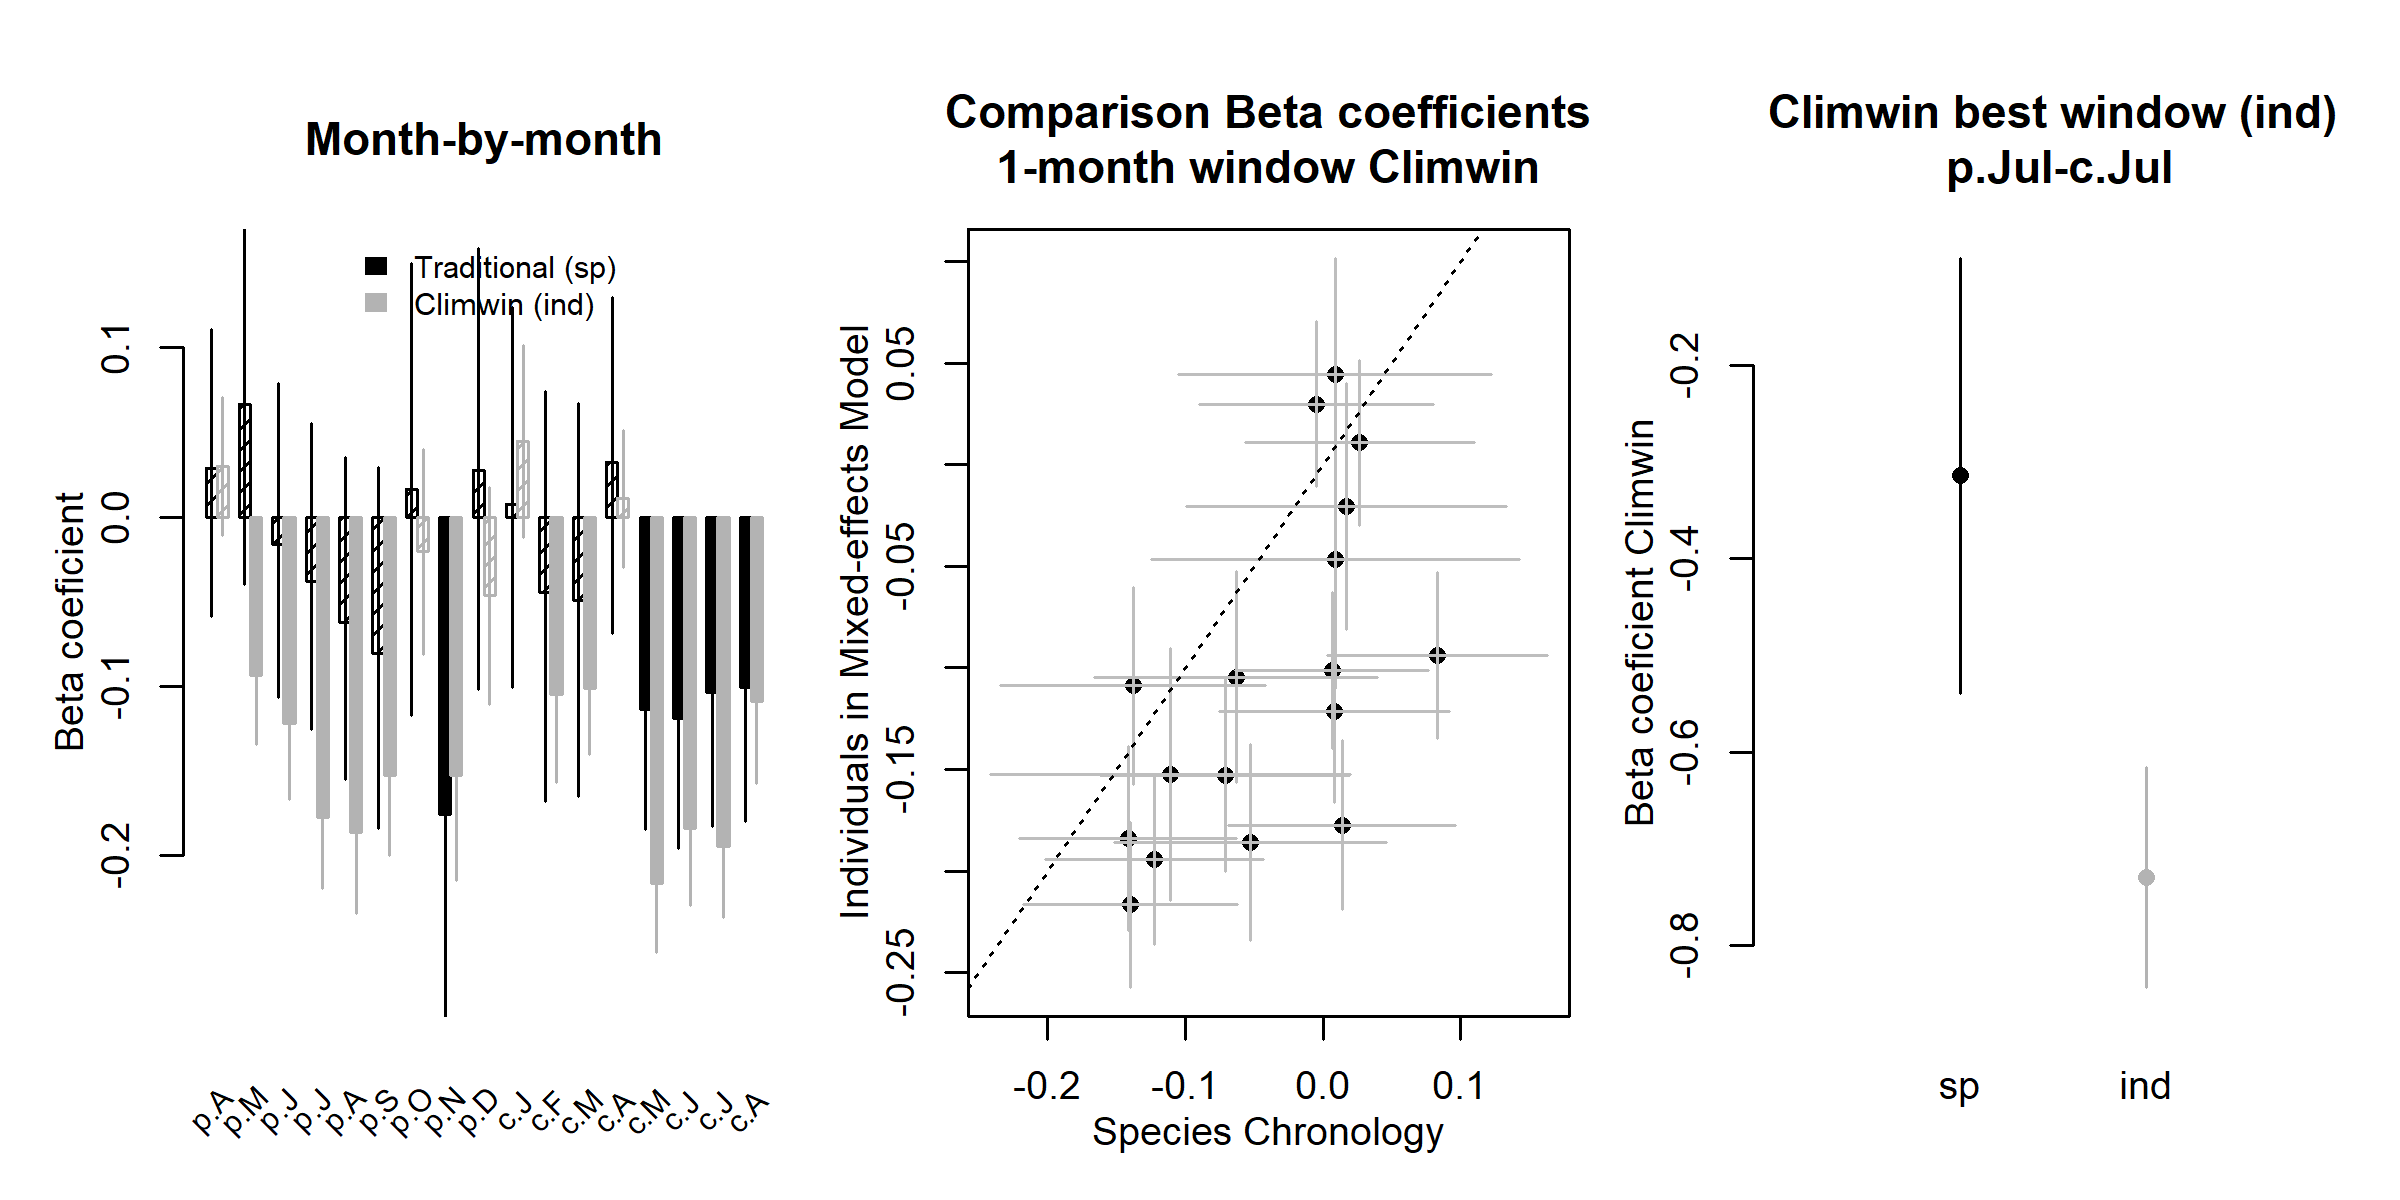 Month-by-month
Traditional (sp)
Climwin (ind)
Beta coeficient
0.1
0.0
-0.1
-0.2
p.A
p.M
p.J
p.J
p.A
p.S
p.O
p.N
p.D
c.J
c.F
c.M
c.A
c.M
c.J
c.J
c.A
Comparison Beta coefficients
1-month window Climwin
Individuals in Mixed-effects Model
0.05
-0.05
-0.15
-0.25
-0.2
-0.1
0.0
0.1
Species Chronology
Climwin best window (ind)
p.Jul-c.Jul
Beta coeficient Climwin
-0.2
-0.4
-0.6
-0.8
sp
ind